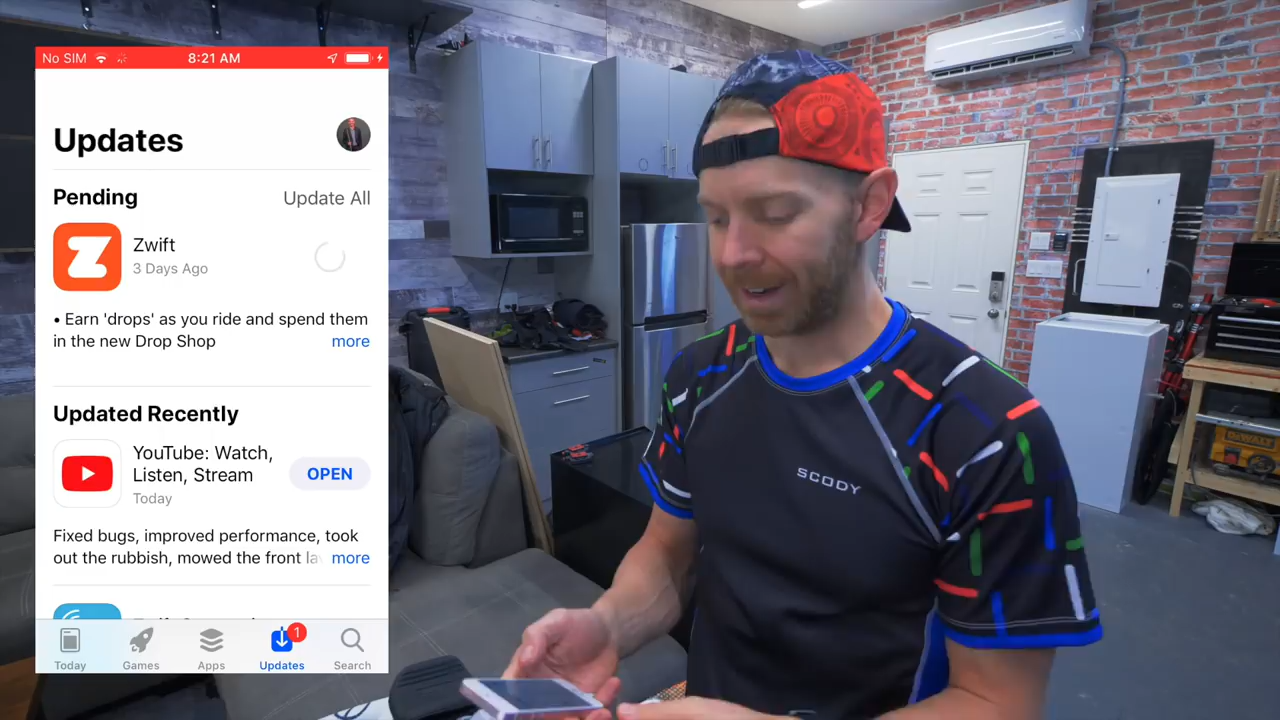 No SIM
8:21 AM
Updates
Pending
Update All
Zwift
3 Days Ago
• Earn 'drops' as you ride and spend them
in the new Drop Shop
more
Updated Recently
YouTube: Watch,
Listen, Stream
OPEN
Today
Fixed bugs, improved performance, took
out the rubbish, mowed the front
more
1
Today
Games
Apps
Updates
Search
SCODY
DEWALT